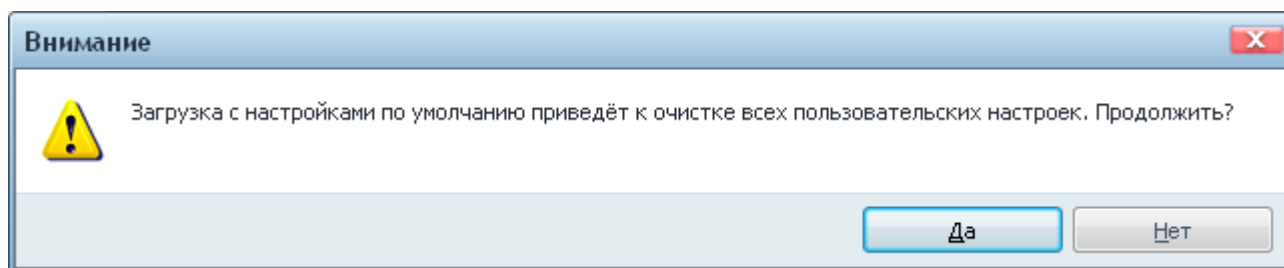 Внимание
Загрузка с настройками по умолчанию приведёт к очистке всех пользовательских настроек. Продолжить?
Да
Нет